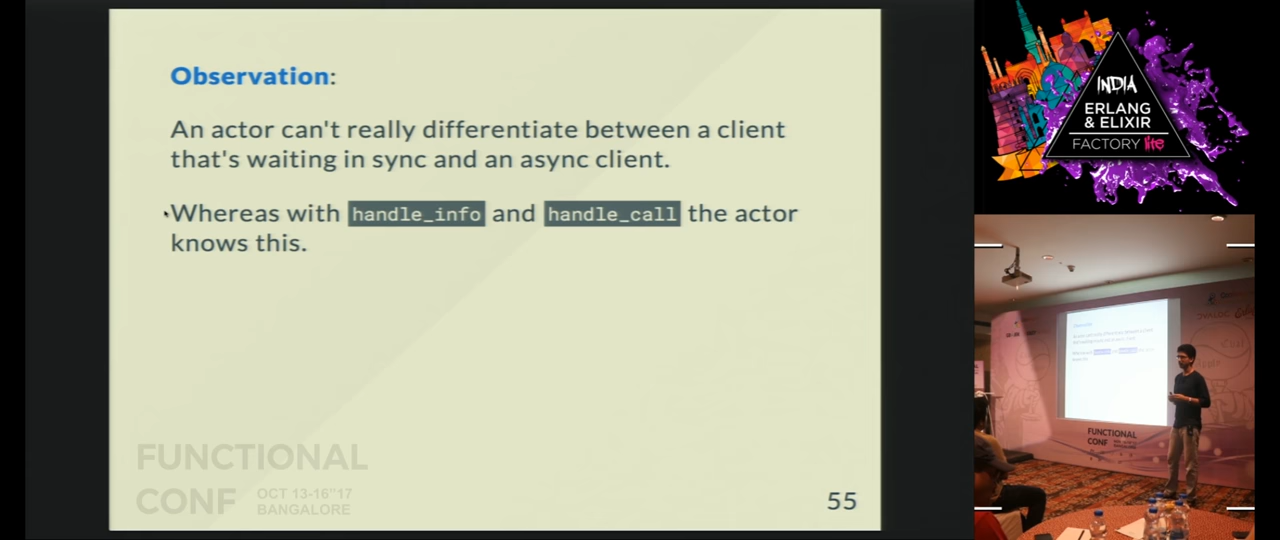 Observation:
An actor can't really differentiate between a client
that's waiting in sync and an async client.
Whereas with handle_info and handle_call the actor
knows this.
FUNCTIONAL
CONF OCT 13-16"17
BANGALORE
55
INDIA
ERLANG
& ELIXIR
FACTORY lite
FUNCTIONAL
CONF